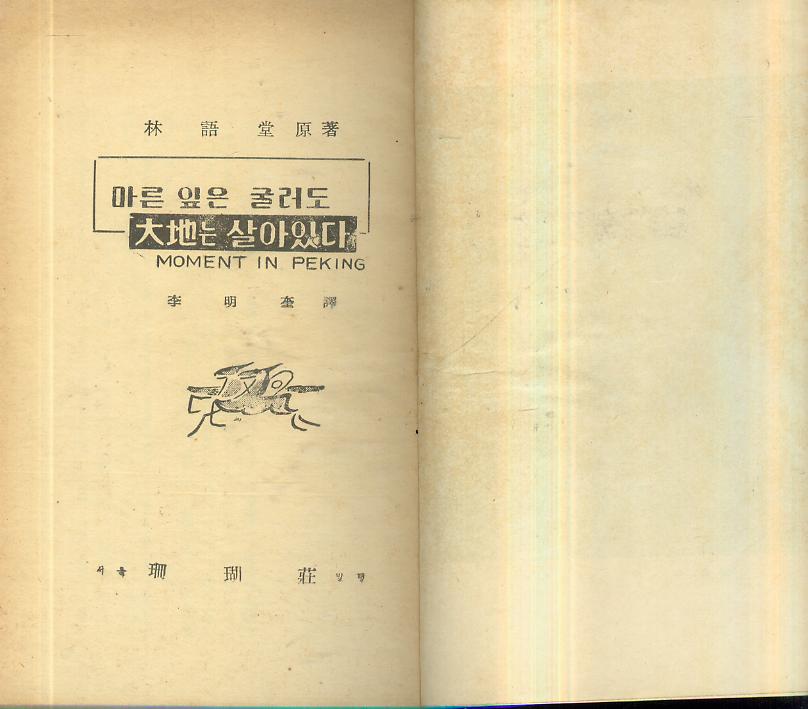 林語堂 原著
마른 잎은 굴러도
大地는 살아있다
MOMENT IN PEKING
李明奎 譯
서울 珊瑚莊 발행